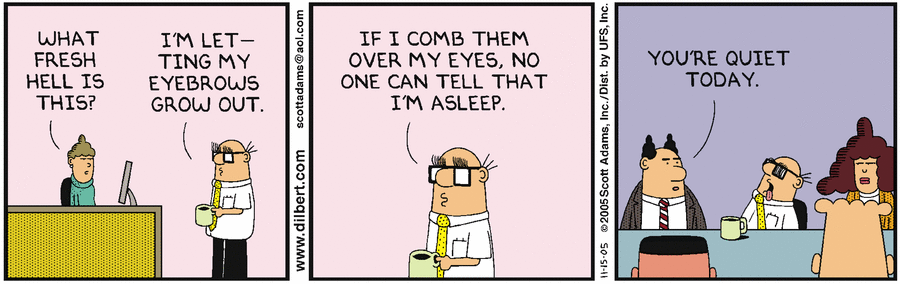 WHAT
FRESH
HELL IS
THIS?
I'M LET–
TING MY
EYEBROWS
GROW OUT.
www.dilbert.com scottadams@aol.com
IF I COMB THEM
OVER MY EYES, NO
ONE CAN TELL THAT
I'M ASLEEP.
11-15-05 ©2005 Scott Adams, Inc./Dist. by UFS, Inc.
YOU'RE QUIET
TODAY.